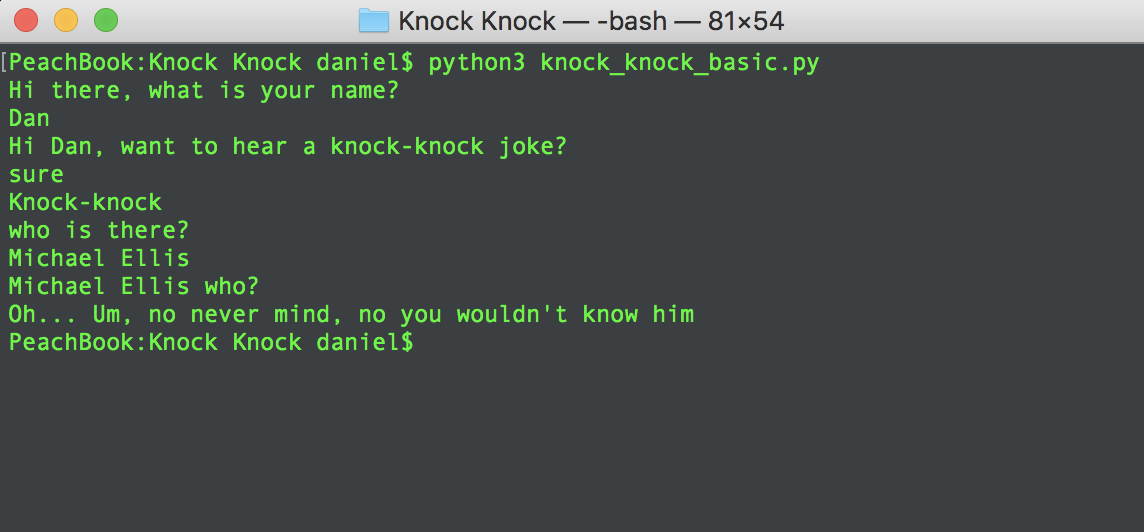 Knock Knock — -bash — 81×54
[PeachBook:Knock Knock daniel$ python3 knock_knock_basic.py
Hi there, what is your name?
Dan
Hi Dan, want to hear a knock-knock joke?
sure
Knock-knock
who is there?
Michael Ellis
Michael Ellis who?
Oh... Um, no never mind, no you wouldn't know him
PeachBook:Knock Knock daniel$